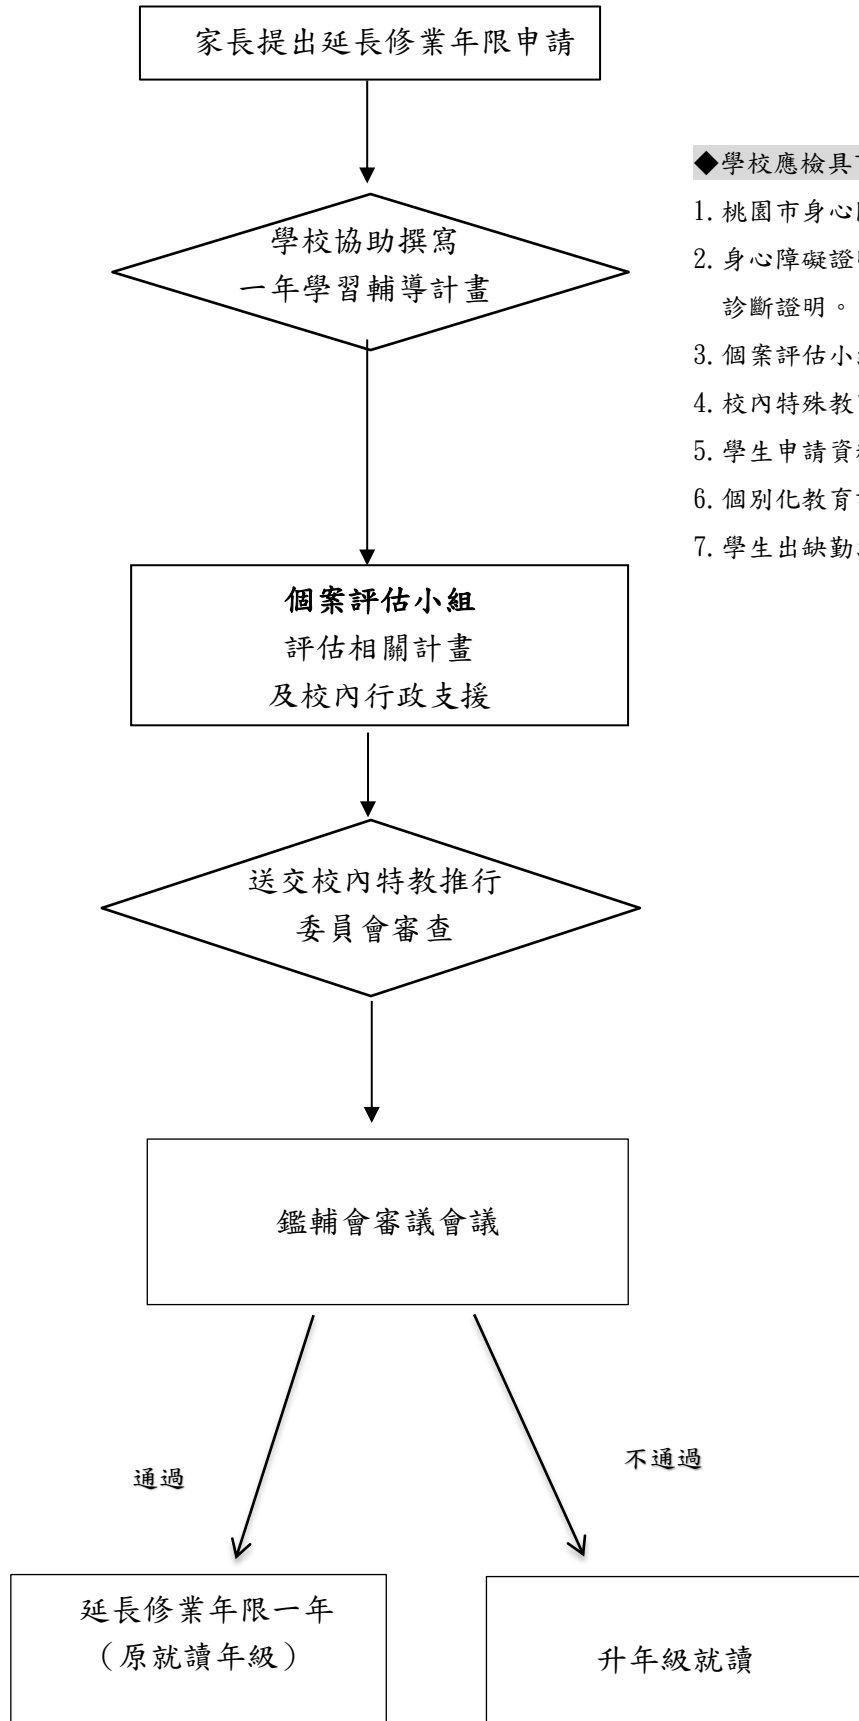 家長提出延長修業年限申請
學校協助撰寫
一年學習輔導計畫
◆學校應檢具
1. 桃園市身心
2. 身心障礙證
診斷證明。
3. 個案評估小
4. 校內特殊教
5. 學生申請資
6. 個別化教育
7. 學生出缺勤
個案評估小組
評估相關計畫
及校內行政支援
送交校內特教推行
委員會審查
鑑輔會審議會議
通過
不通過
延長修業年限一年
（原就讀年級）
升年級就讀